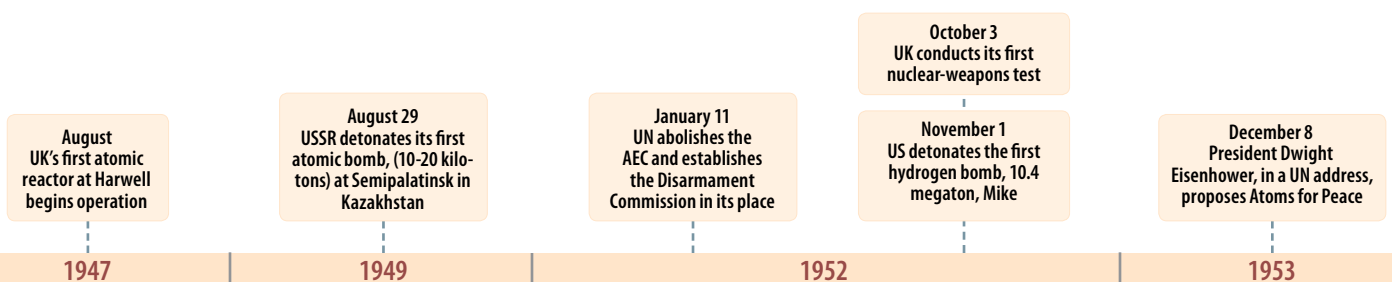 August
UK's first atomic
reactor at Harwell
begins operation
August 29
USSR detonates its first
atomic bomb, (10-20 kilo-
tons) at Semipalatinsk in
Kazakhstan
January 11
UN abolishes the
AEC and establishes
the Disarmament
Commission in its place
October 3
UK conducts its first
nuclear-weapons test
November 1
US detonates the first
hydrogen bomb, 10.4
megaton, Mike
December 8
President Dwight
Eisenhower, in a UN address,
proposes Atoms for Peace
1947
1949
1952
1953